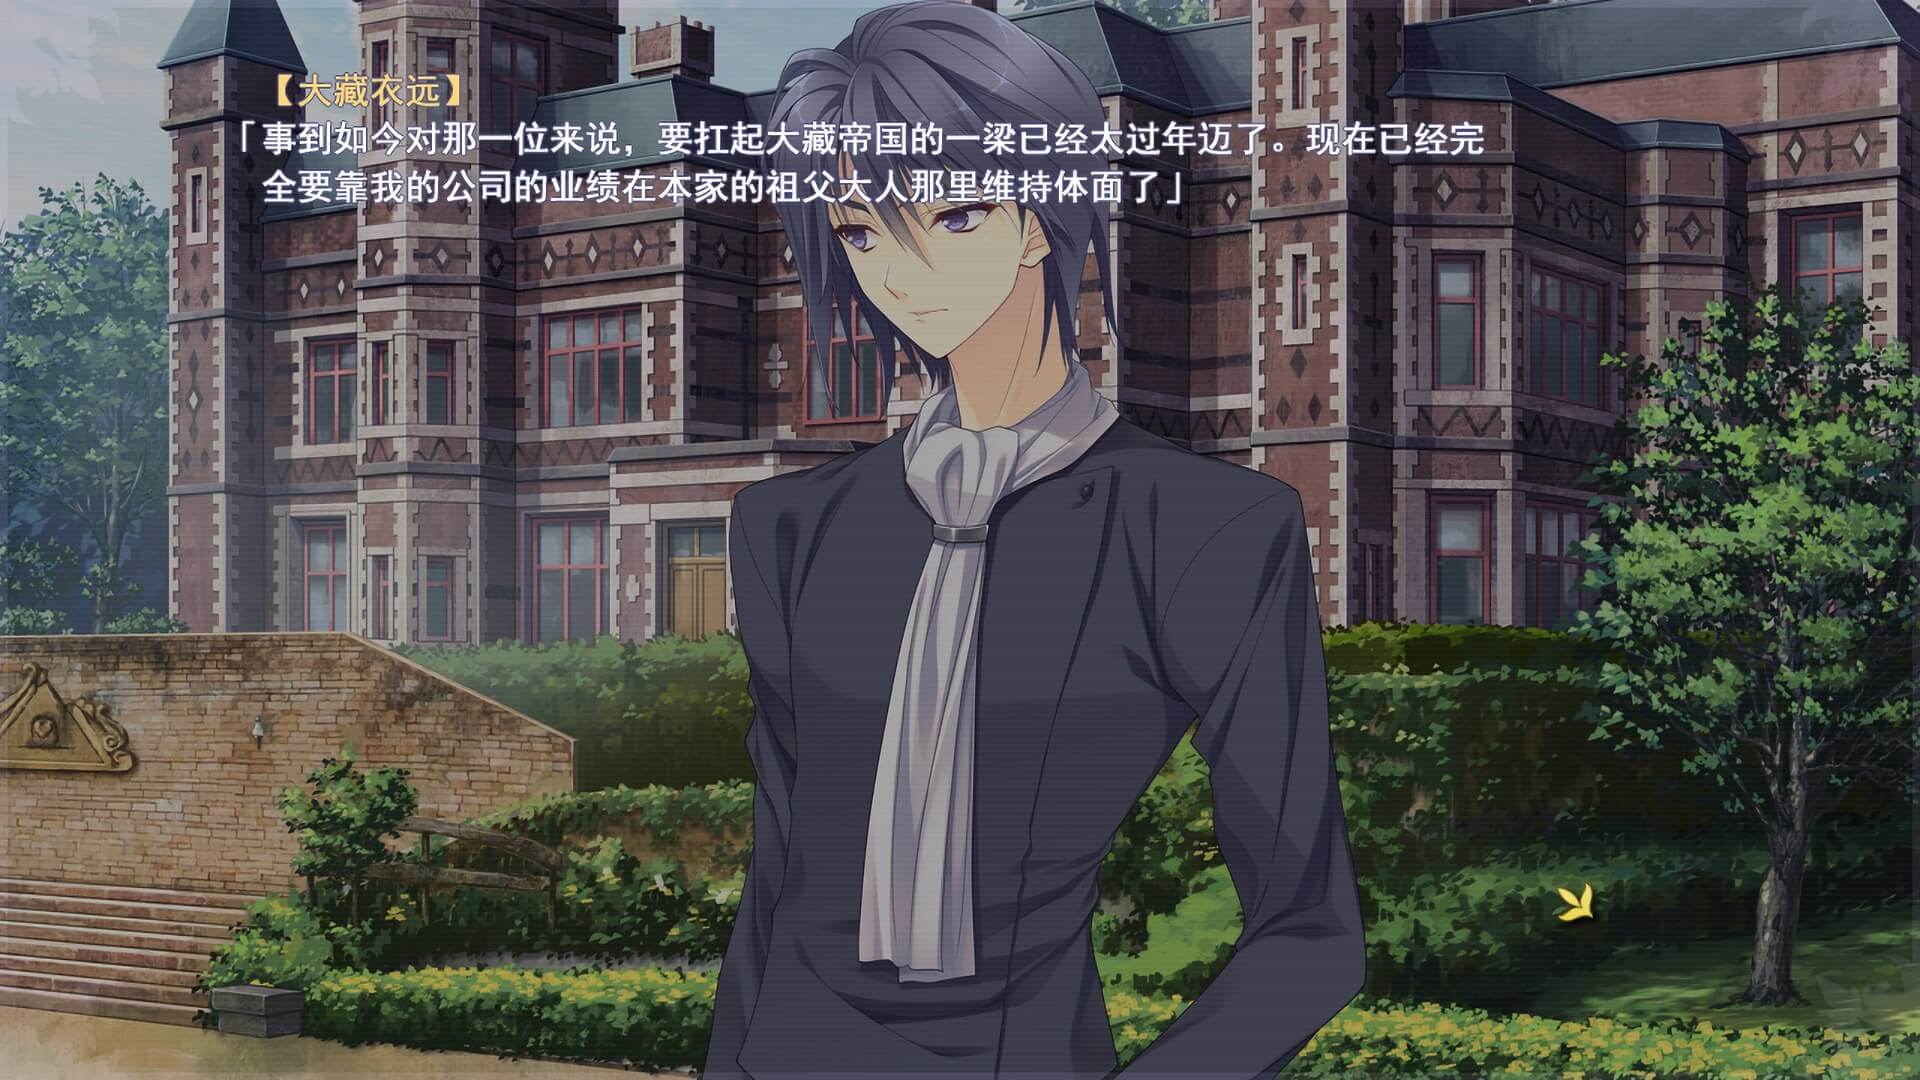 【大藏衣远】
「事到如今对那一位来说，要扛起大藏帝国的一梁已经太过年迈了。现在已经完
全要靠我的公司的业绩在本家的祖父大人那里维持体面了」